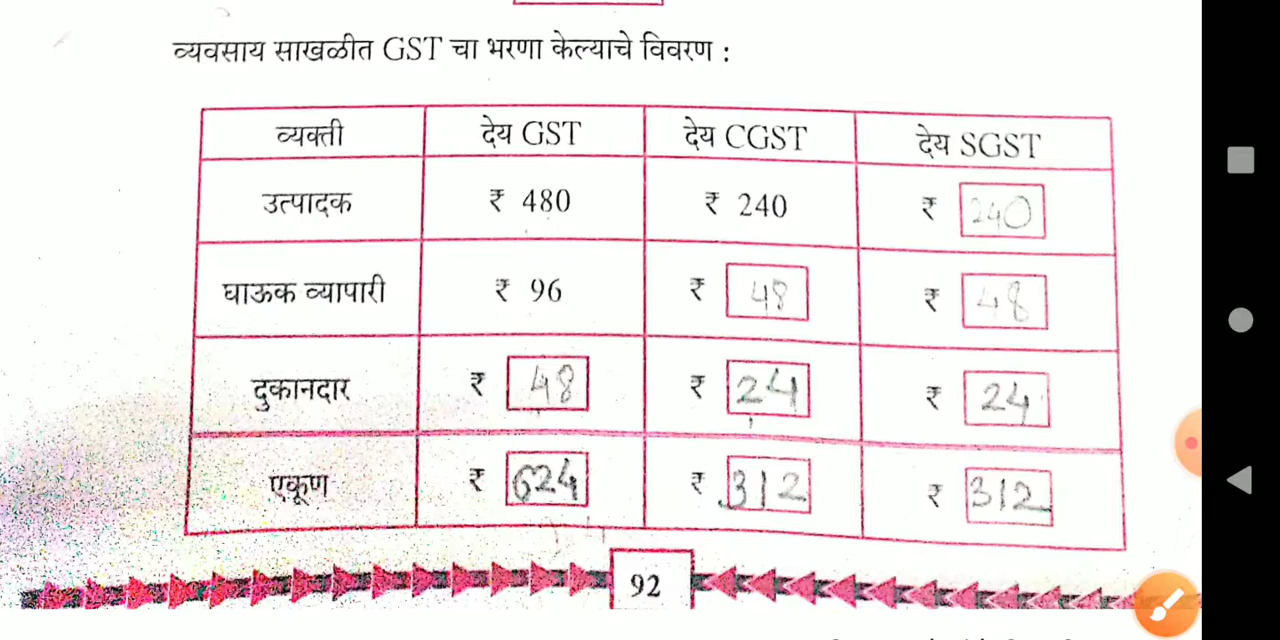 व्यवसाय साखळीत GST चा भरणा केल्याचे विवरण :
व्यक्ती देय GST देय CGST देय SGST
उत्पादक ₹ 480 ₹ 240 ₹ 240
घाऊक व्यापारी ₹ 96 ₹ 48 ₹ 48
दुकानदार ₹ 48 ₹ 24 ₹ 24
एकूण ₹ 624 ₹ 312 ₹ 312
92